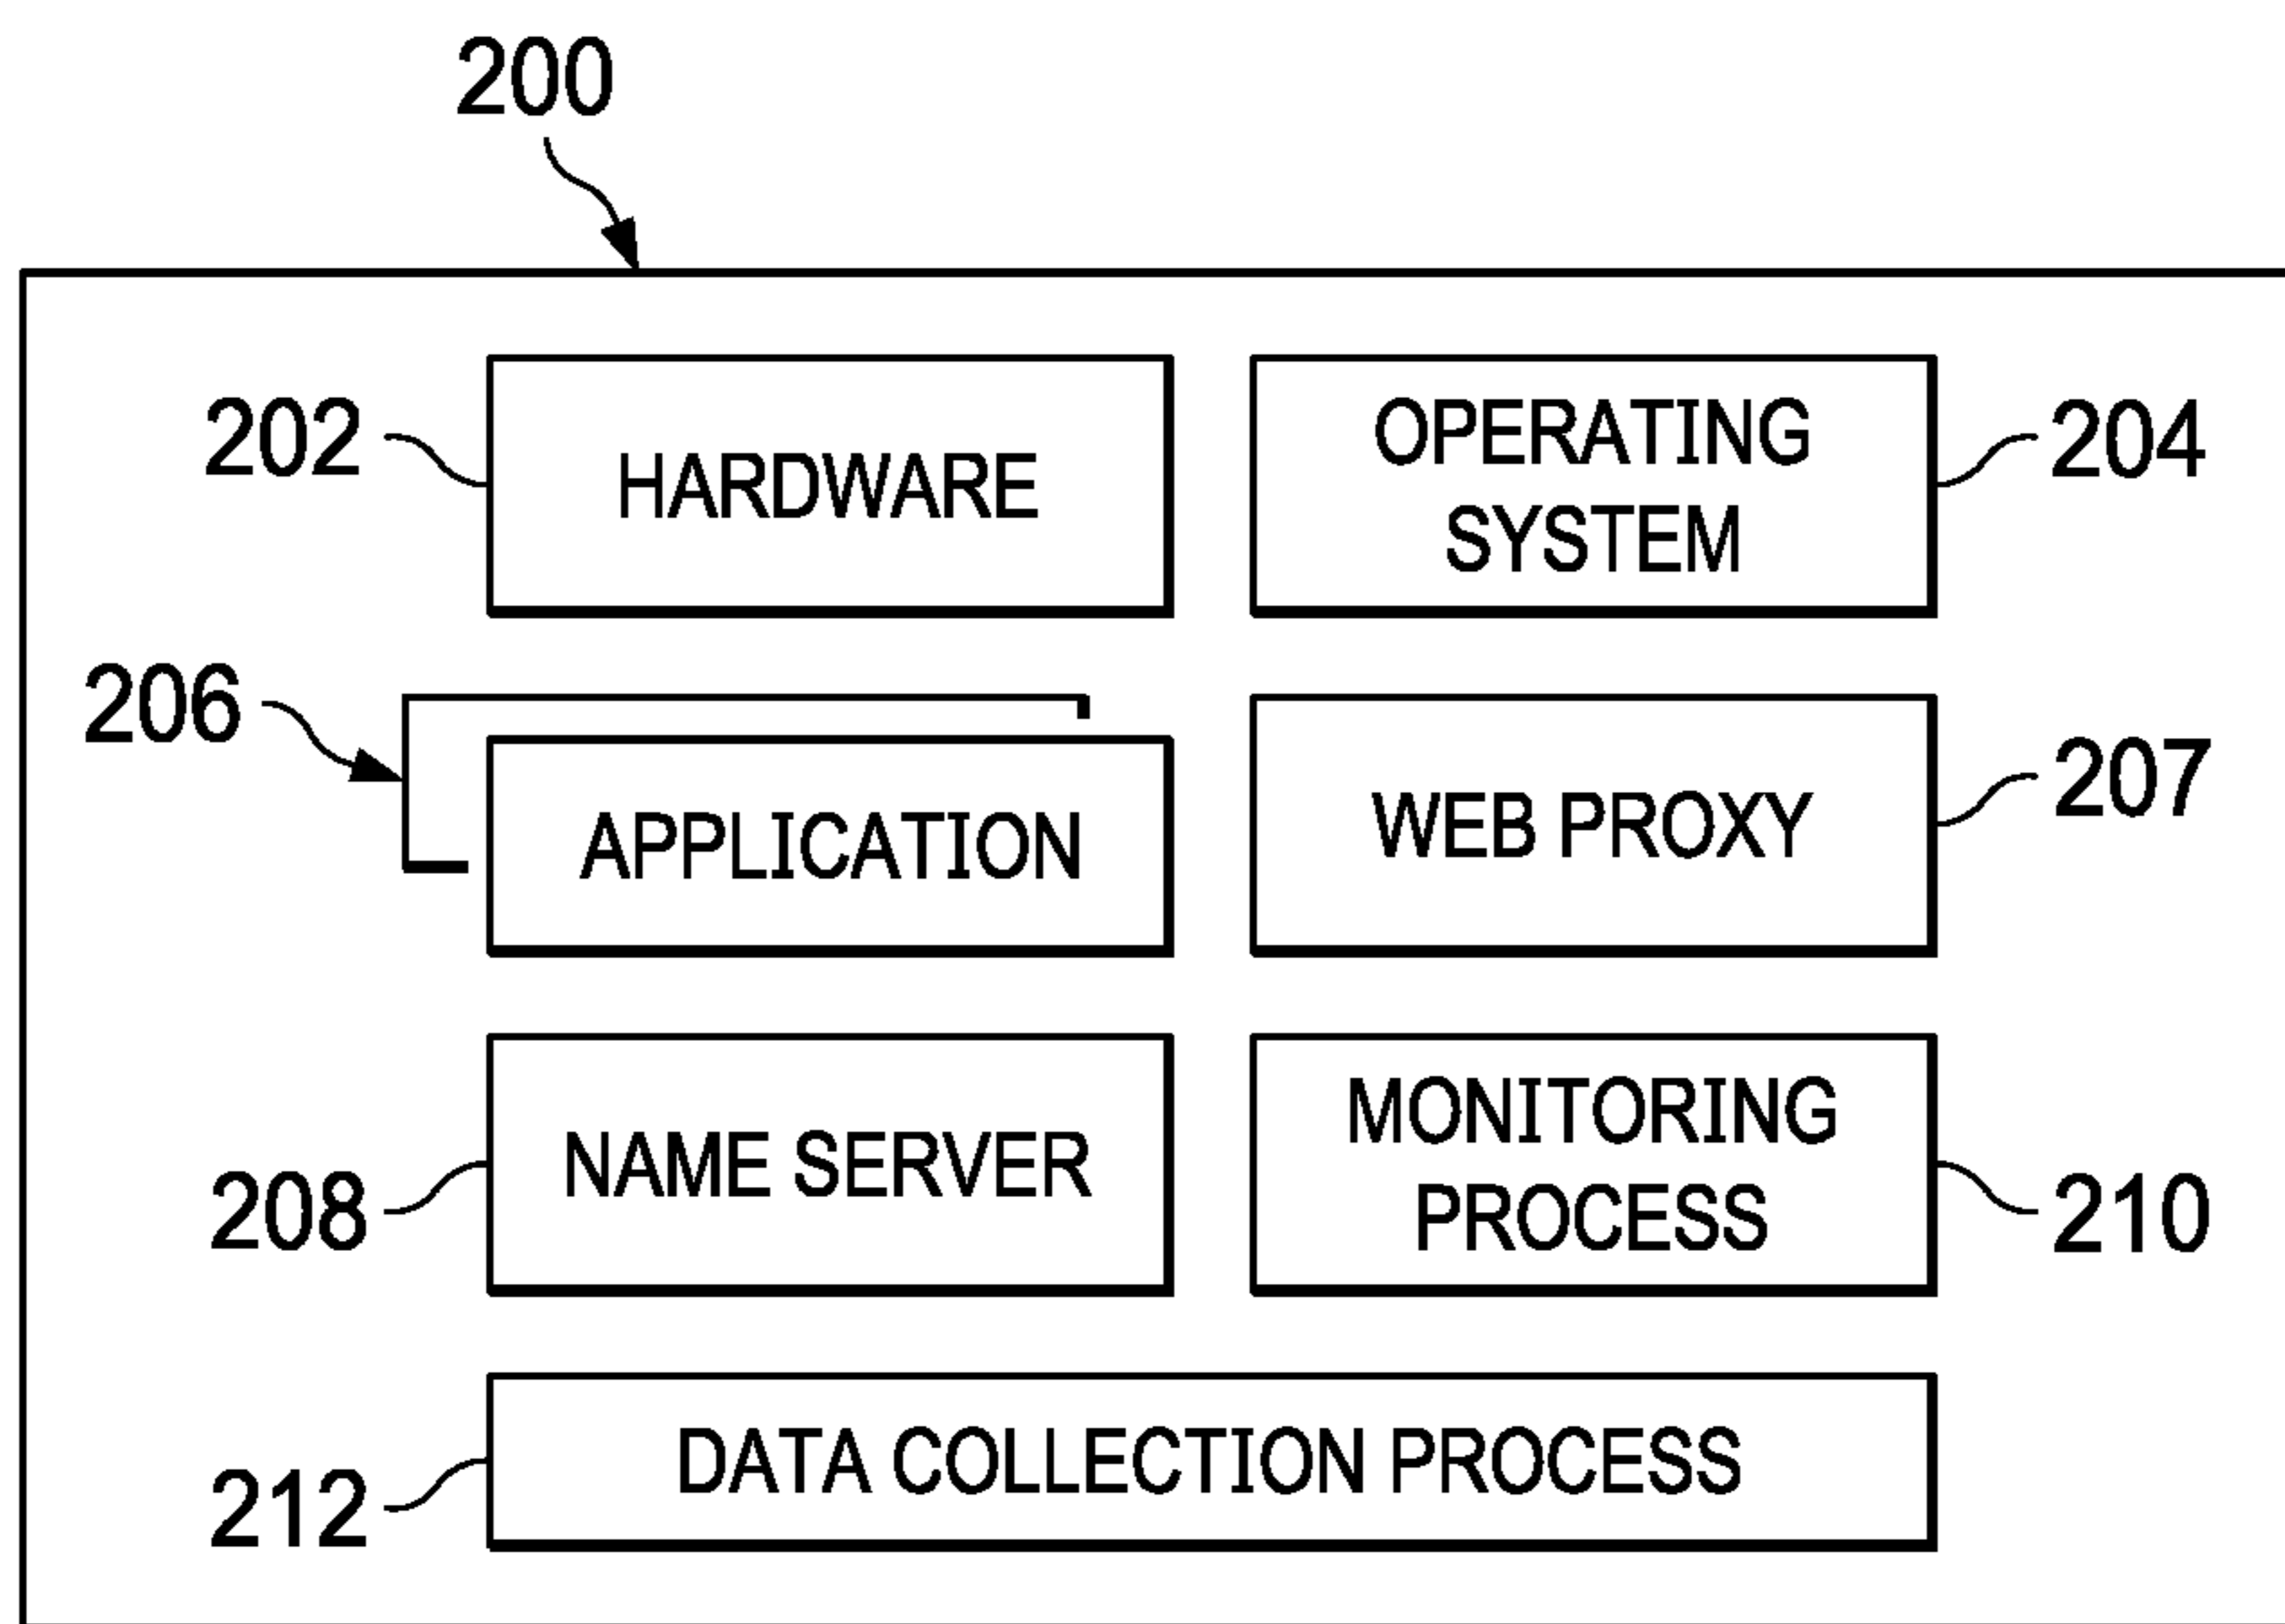 200
202
HARDWARE
OPERATING
SYSTEM
204
206
APPLICATION
WEB PROXY
207
208
NAME SERVER
MONITORING
PROCESS
210
212
DATA COLLECTION PROCESS